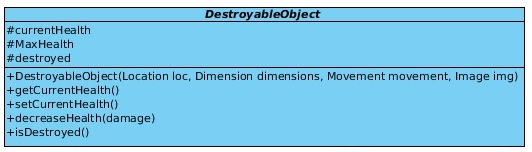 DestroyableObject
#currentHealth
#MaxHealth
#destroyed
+DestroyableObject(Location loc, Dimension dimensions, Movement movement, Image img)
+getCurrentHealth()
+setCurrentHealth()
+decreaseHealth(damage)
+isDestroyed()